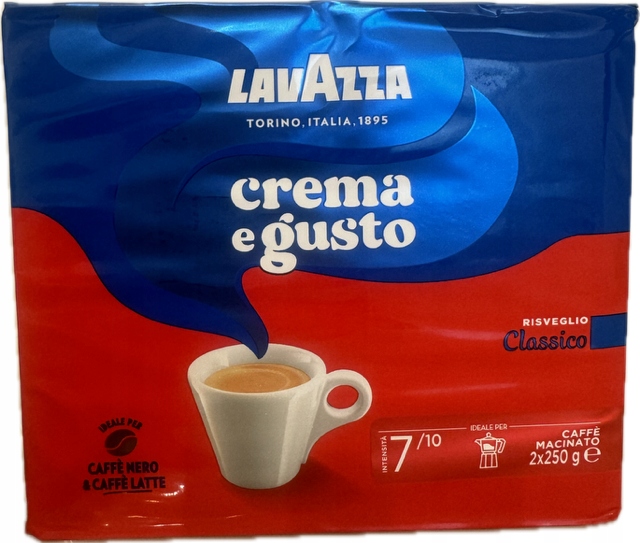 LAVAZZA
TORINO, ITALIA, 1895
crema
e gusto
RISVEGLIO
Classico
IDEALE PER
CAFFÈ NERO
& CAFFÈ LATTE
INTENSITÀ
7/10
IDEALE PER
CAFFÈ
MACINATO
2x250 g ℮